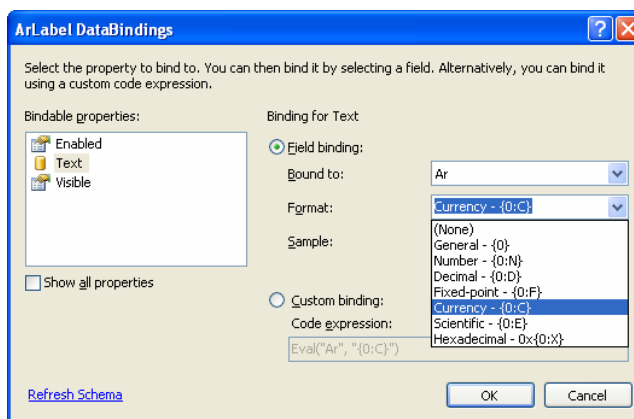 ArLabel DataBindings
Select the property to bind to. You can then bind it by selecting a field. Alternatively, you can bind it
using a custom code expression.
Bindable properties:
Enabled
Text
Visible
Show all properties
Binding for Text
Field binding:
Bound to: Ar
Format: Currency - {0:C}
(None)
General - {0}
Number - {0:N}
Decimal - {0:D}
Fixed-point - {0:F}
Currency - {0:C}
Scientific - {0:E}
Hexadecimal - 0x{0:X}
Sample:
Custom binding:
Code expression:
Eval("Ar", "{0:C}")
Refresh Schema
OK
Cancel